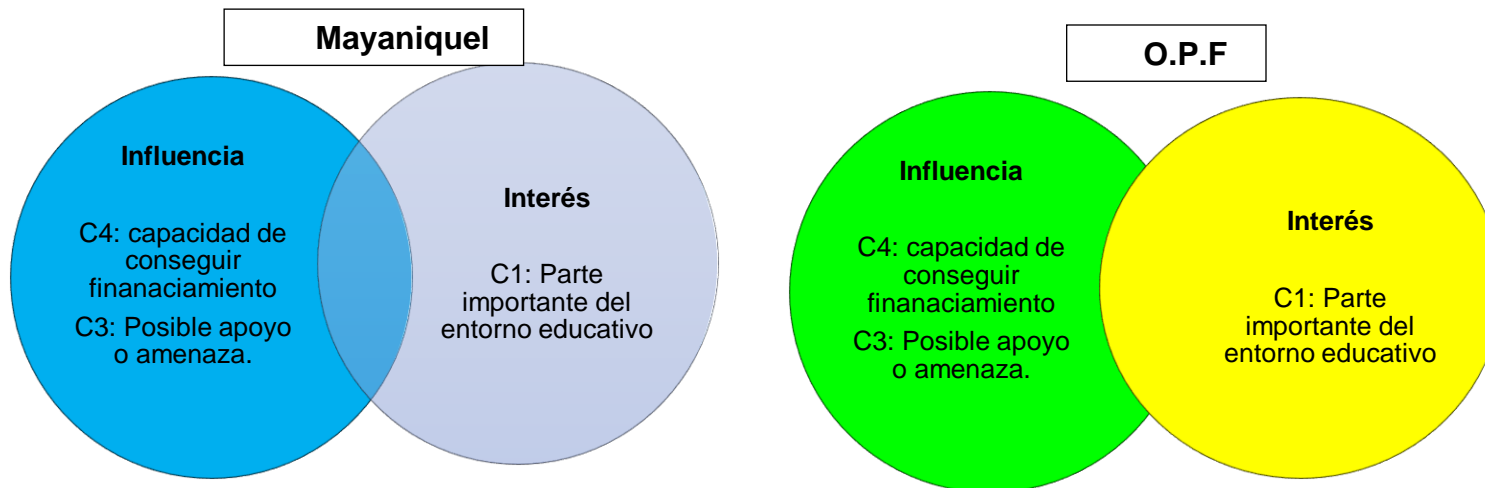 Mayaniquel
Influencia
C4: capacidad de
conseguir
finanaciamiento
C3: Posible apoyo
o amenaza.
Interés
C1: Parte
importante del
entorno educativo
O.P.F
Influencia
C4: capacidad de
conseguir
finanaciamiento
C3: Posible apoyo
o amenaza.
Interés
C1: Parte
importante del
entorno educativo